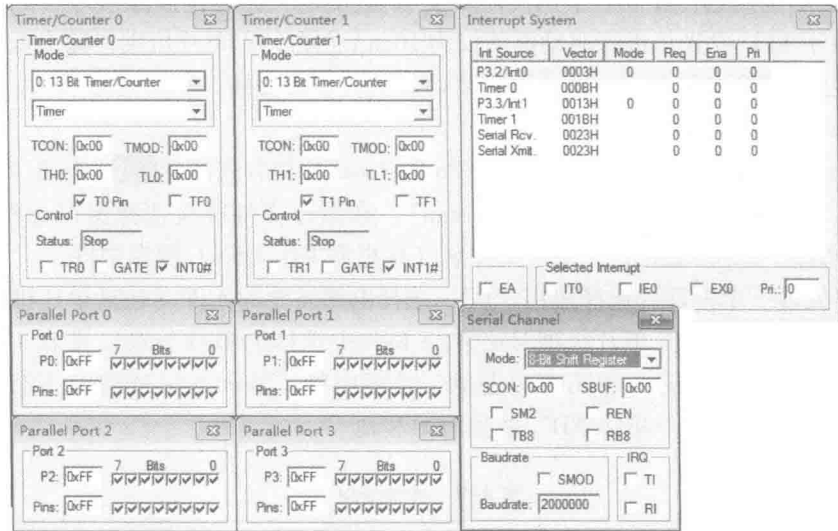 Timer/Counter 0
Timer/Counter 0
Mode
0: 13 Bit Timer/Counter
Timer
TCON: 0x00 TMOD: 0x00
TH0: 0x00 TL0: 0x00
T0 Pin TF0
Control
Status: Stop
TR0 GATE INT0#
Timer/Counter 1
Timer/Counter 1
Mode
0: 13 Bit Timer/Counter
Timer
TCON: 0x00 TMOD: 0x00
TH1: 0x00 TL1: 0x00
T1 Pin TF1
Control
Status: Stop
TR1 GATE INT1#
Interrupt System
Int Source Vector Mode Req Ena Pri
P3.2/Int0 0003H 0 0 0 0
Timer 0 000BH 0 0 0
P3.3/Int1 0013H 0 0 0 0
Timer 1 001BH 0 0 0
Serial Rcv. 0023H 0 0 0
Serial Xmit. 0023H 0 0 0
Selected Interrupt
EA IT0 IE0 EX0 Pri.: 0
Parallel Port 0
Port 0
7 Bits 0
P0: 0xFF
Pins: 0xFF
Parallel Port 1
Port 1
7 Bits 0
P1: 0xFF
Pins: 0xFF
Parallel Port 2
Port 2
7 Bits 0
P2: 0xFF
Pins: 0xFF
Parallel Port 3
Port 3
7 Bits 0
P3: 0xFF
Pins: 0xFF
Serial Channel
Mode: 8-Bit Shift Register
SCON: 0x00 SBUF: 0x00
SM2 REN
TB8 RB8
Baudrate IRQ
SMOD TI
Baudrate: 2000000 RI